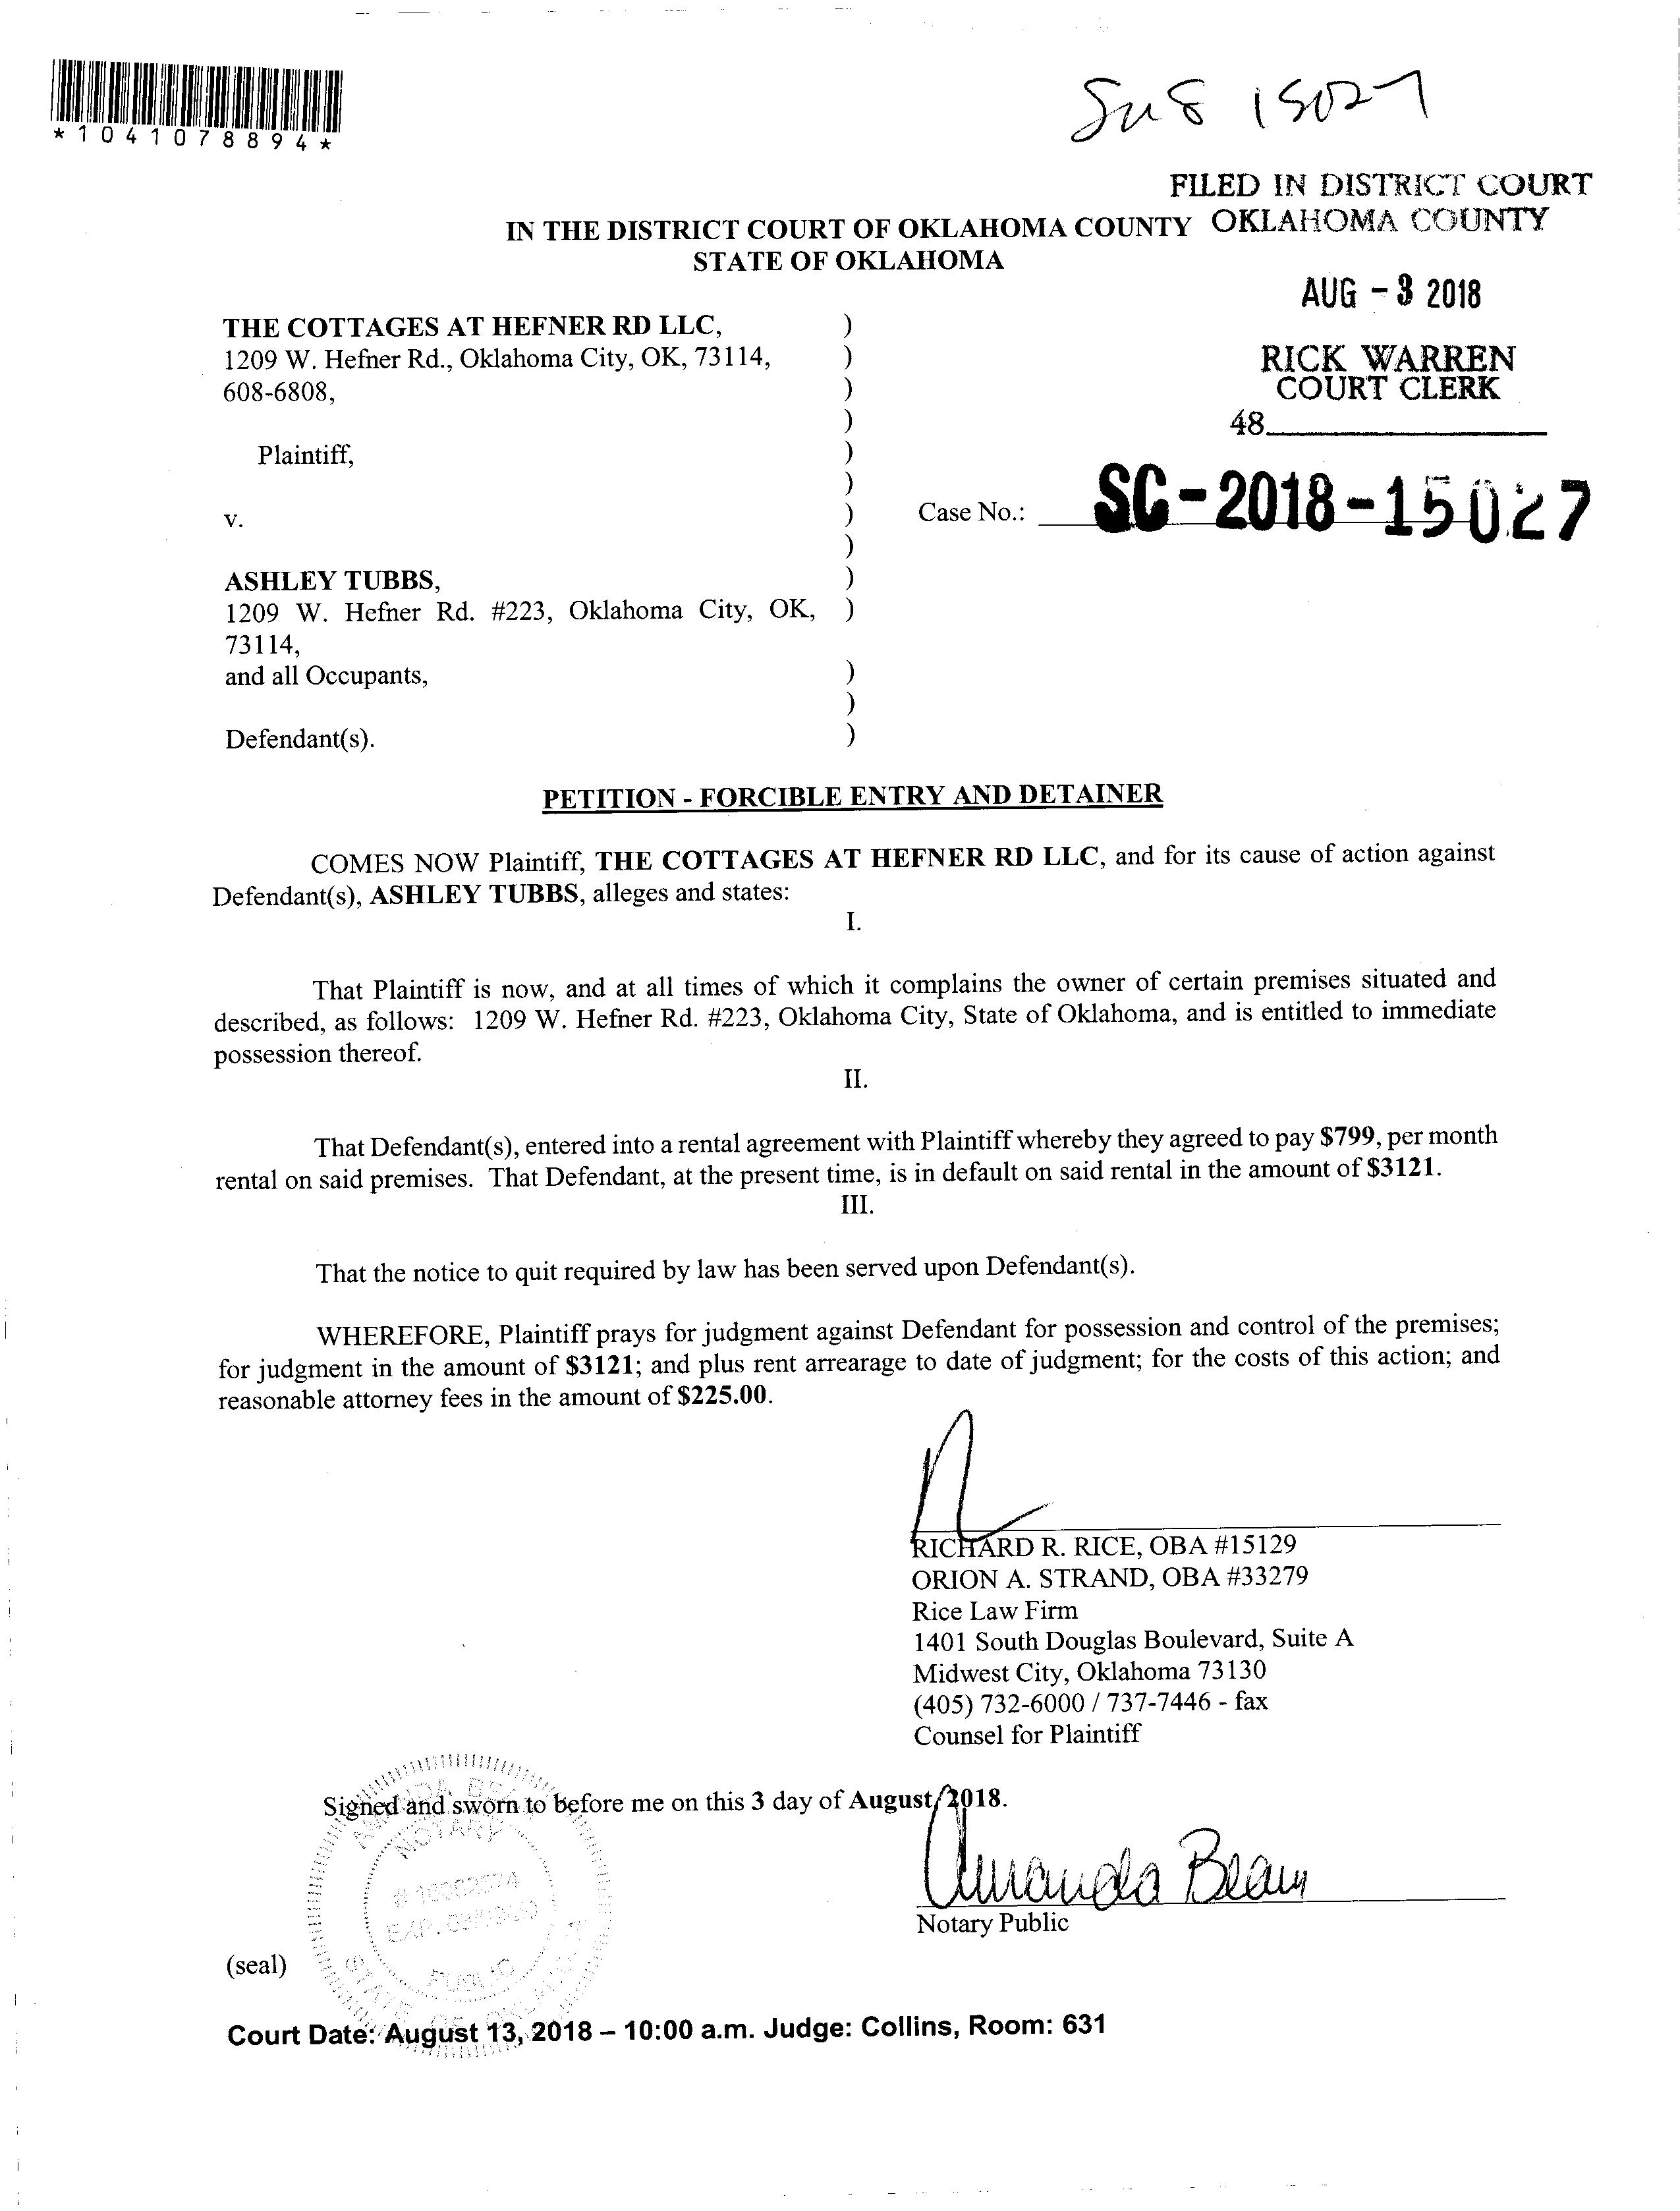 *1041078894*
15027
FILED IN DISTRICT COURT
OKLAHOMA COUNTY
IN THE DISTRICT COURT OF OKLAHOMA COUNTY
STATE OF OKLAHOMA
AUG - 3 2018
RICK WARREN
COURT CLERK
48
THE COTTAGES AT HEFNER RD LLC, )
1209 W. Hefner Rd., Oklahoma City, OK, 73114, )
608-6808, )
)
Plaintiff, )
)
v. ) Case No.: SC-2018-15027
)
ASHLEY TUBBS, )
1209 W. Hefner Rd. #223, Oklahoma City, OK, )
73114,
and all Occupants, )
)
Defendant(s). )
PETITION - FORCIBLE ENTRY AND DETAINER
COMES NOW Plaintiff, THE COTTAGES AT HEFNER RD LLC, and for its cause of action against
Defendant(s), ASHLEY TUBBS, alleges and states:
I.
That Plaintiff is now, and at all times of which it complains the owner of certain premises situated and
described, as follows: 1209 W. Hefner Rd. #223, Oklahoma City, State of Oklahoma, and is entitled to immediate
possession thereof.
II.
That Defendant(s), entered into a rental agreement with Plaintiff whereby they agreed to pay $799, per month
rental on said premises. That Defendant, at the present time, is in default on said rental in the amount of $3121.
III.
That the notice to quit required by law has been served upon Defendant(s).
WHEREFORE, Plaintiff prays for judgment against Defendant for possession and control of the premises;
for judgment in the amount of $3121; and plus rent arrearage to date of judgment; for the costs of this action; and
reasonable attorney fees in the amount of $225.00.
RICHARD R. RICE, OBA #15129
ORION A. STRAND, OBA #33279
Rice Law Firm
1401 South Douglas Boulevard, Suite A
Midwest City, Oklahoma 73130
(405) 732-6000 / 737-7446 - fax
Counsel for Plaintiff
Signed and sworn to before me on this 3 day of August, 2018.
Amanda Beam
Notary Public
NOTARY
PUBLIC
STATE OF
(seal)
Court Date: August 13, 2018 – 10:00 a.m. Judge: Collins, Room: 631